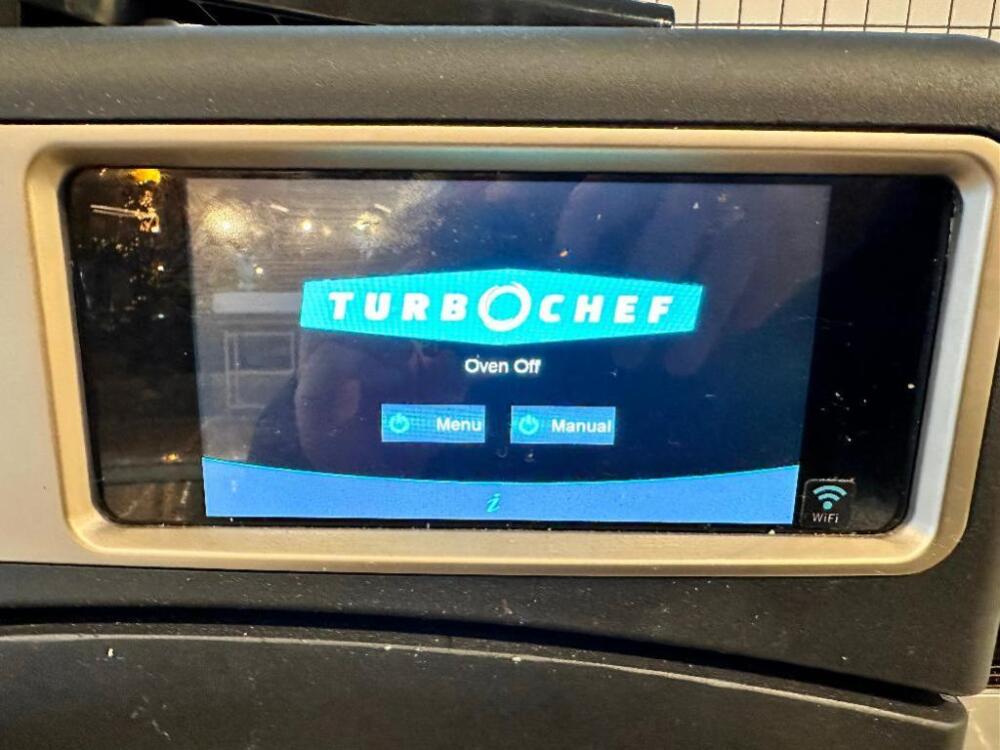 TURBOCHEF
Oven Off
Menu Manual
i
WiFi